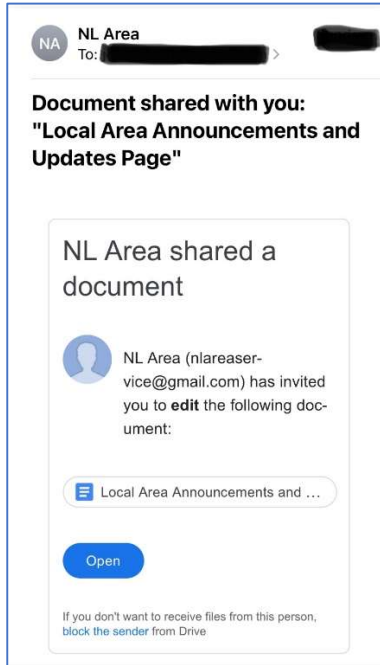 NA
NL Area
To:
Document shared with you:
"Local Area Announcements and
Updates Page"
NL Area shared a
document
NL Area (nlareaser-
vice@gmail.com) has invited
you to edit the following doc-
ument:
Local Area Announcements and ...
Open
If you don't want to receive files from this person,
block the sender from Drive